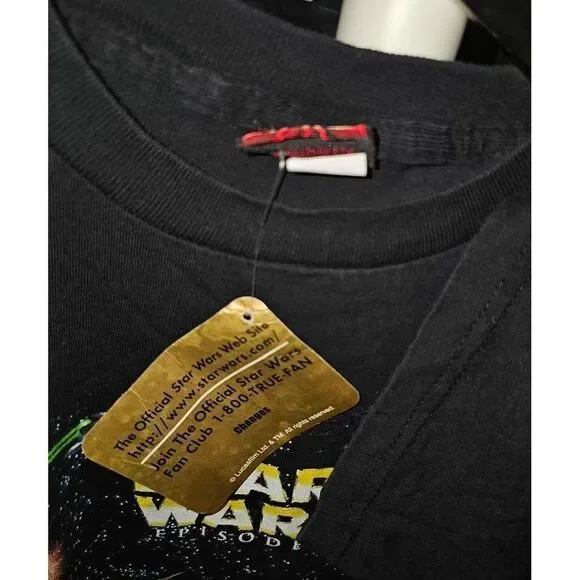 The Official Star Wars Web Site
http://www.starwars.com/
Join The Official Star Wars
Fan Club 1-800-TRUE-FAN
Changes
© Lucasfilm Ltd. & TM. All rights reserved.
STAR
WARS
EPISODE